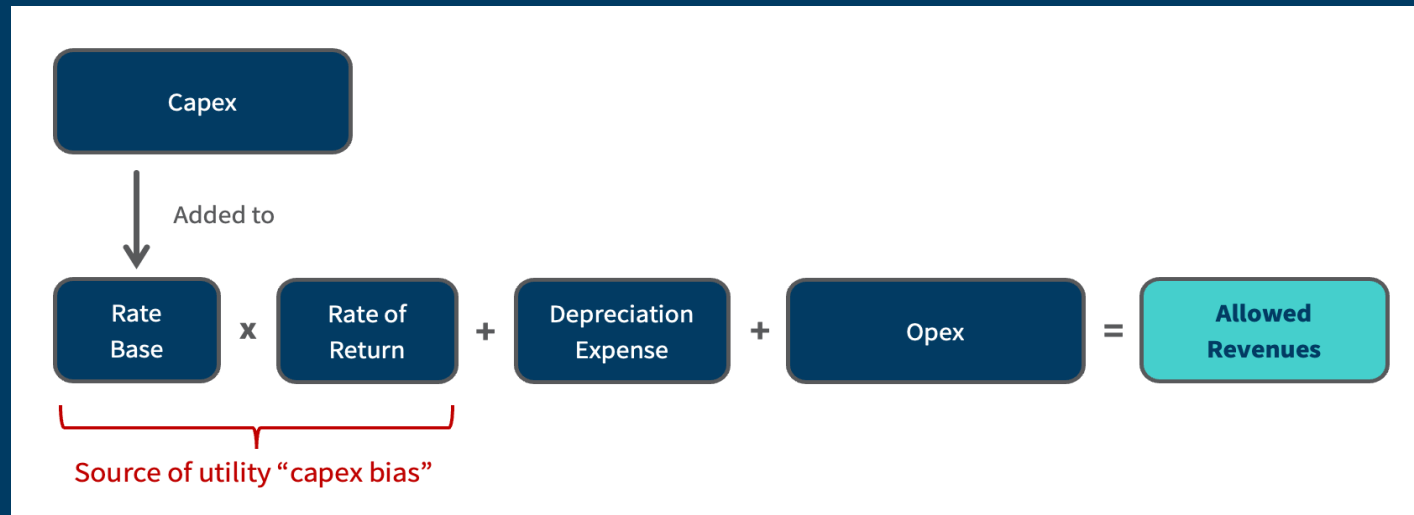 Capex
Added to
Rate
Base
x
Rate of
Return
+
Depreciation
Expense
+
Opex
=
Allowed
Revenues
Source of utility “capex bias”